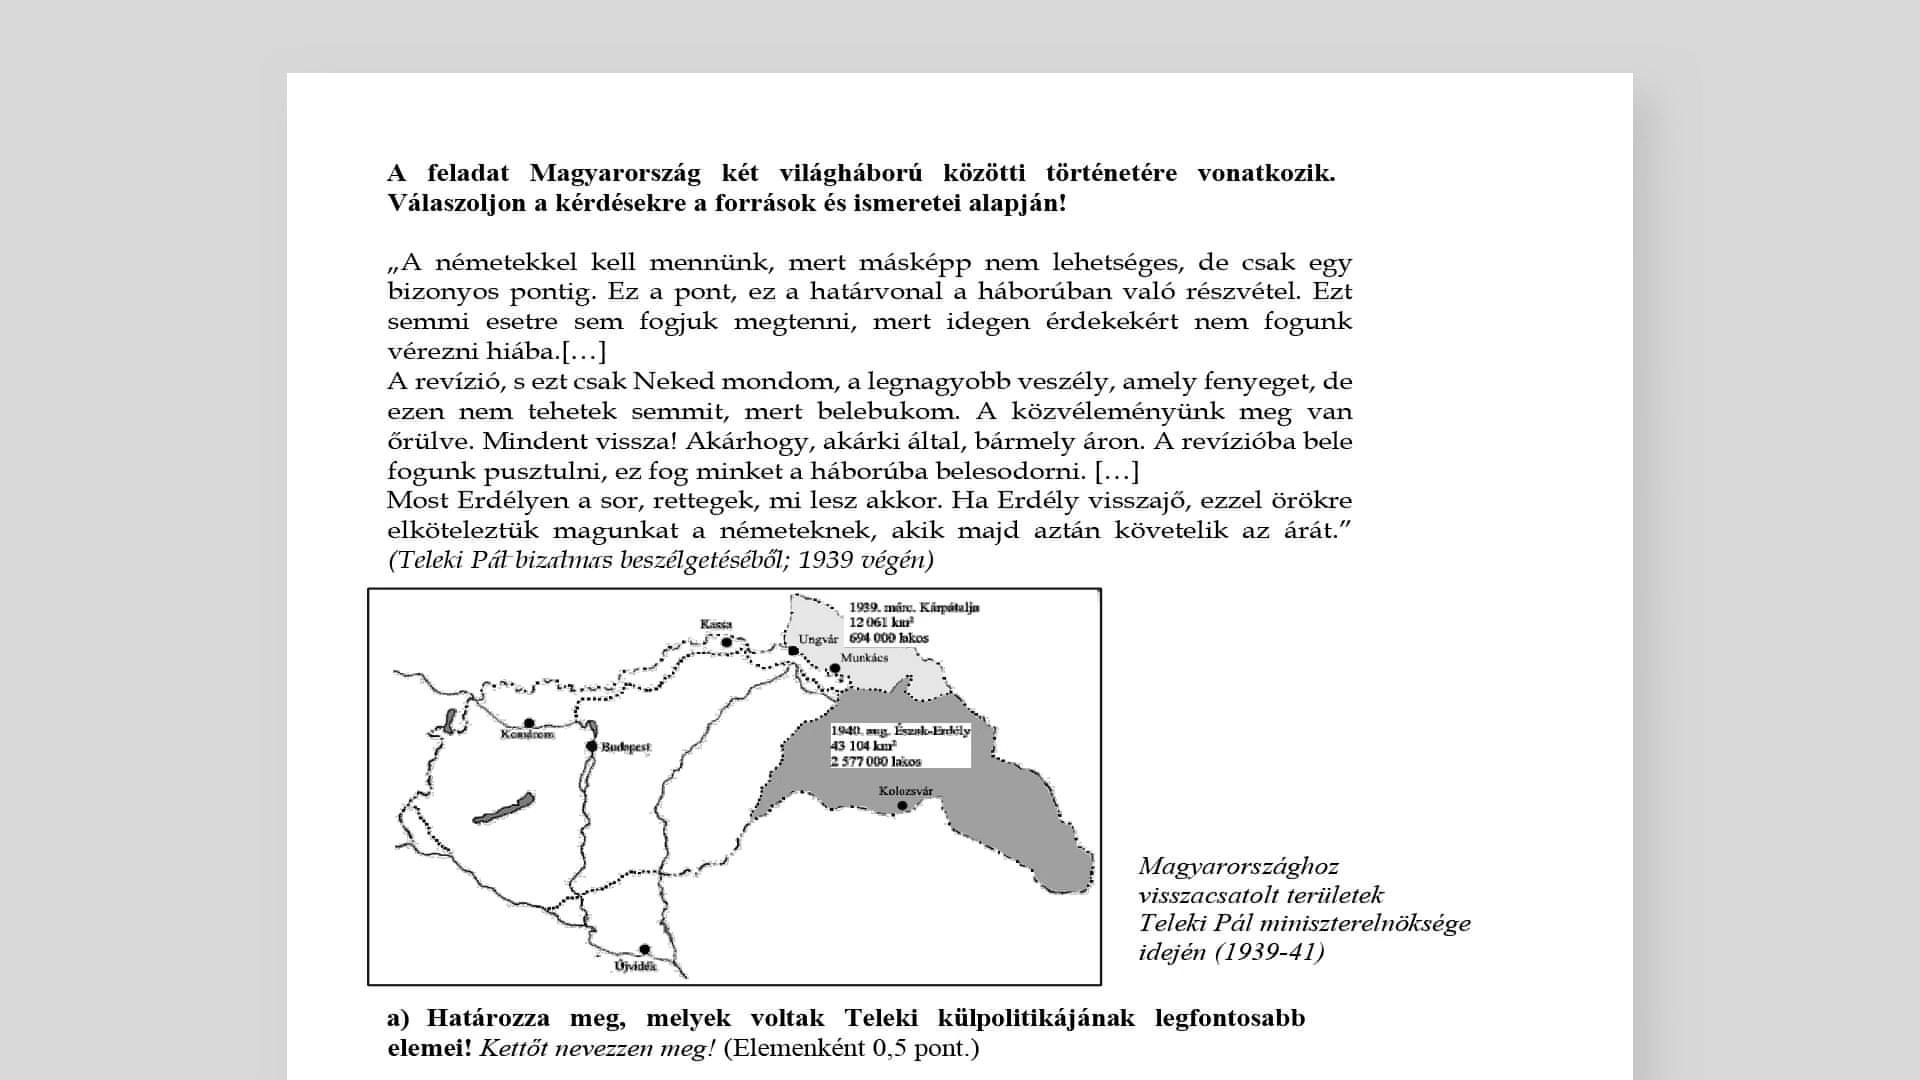 A feladat Magyarország két világháború közötti történetére vonatkozik.
Válaszoljon a kérdésekre a források és ismeretei alapján!
„A németekkel kell mennünk, mert másképp nem lehetséges, de csak egy
bizonyos pontig. Ez a pont, ez a határvonal a háborúban való részvétel. Ezt
semmi esetre sem fogjuk megtenni, mert idegen érdekekért nem fogunk
vérezni hiába.[…]
A revízió, s ezt csak Neked mondom, a legnagyobb veszély, amely fenyeget, de
ezen nem tehetek semmit, mert belebukom. A közvéleményünk meg van
őrülve. Mindent vissza! Akárhogy, akárki által, bármely áron. A revízióba bele
fogunk pusztulni, ez fog minket a háborúba belesodorni. […]
Most Erdélyen a sor, rettegek, mi lesz akkor. Ha Erdély visszajő, ezzel örökre
elköteleztük magunkat a németeknek, akik majd aztán követelik az árát.”
(Teleki Pál bizalmas beszélgetéséből; 1939 végén)
1939. márc. Kárpátalja
12 061 km²
694 000 lakos
Kassa
Ungvár
Munkács
1940. aug. Észak-Erdély
43 104 km²
2 577 000 lakos
Komárom
Budapest
Kolozsvár
Újvidék
Magyarországhoz
visszacsatolt területek
Teleki Pál miniszterelnöksége
idején (1939-41)
a) Határozza meg, melyek voltak Teleki külpolitikájának legfontosabb
elemei! Kettőt nevezzen meg! (Elemenként 0,5 pont.)